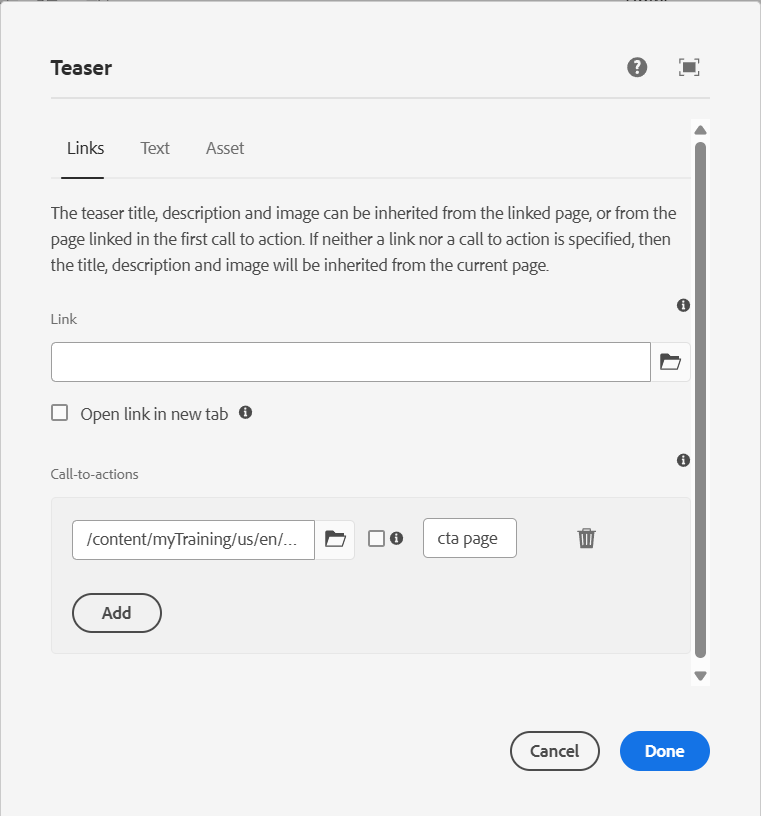 Teaser
Links Text Asset
The teaser title, description and image can be inherited from the linked page, or from the
page linked in the first call to action. If neither a link nor a call to action is specified, then
the title, description and image will be inherited from the current page.
Link
Open link in new tab
Call-to-actions
/content/myTraining/us/en/... cta page
Add
Cancel Done